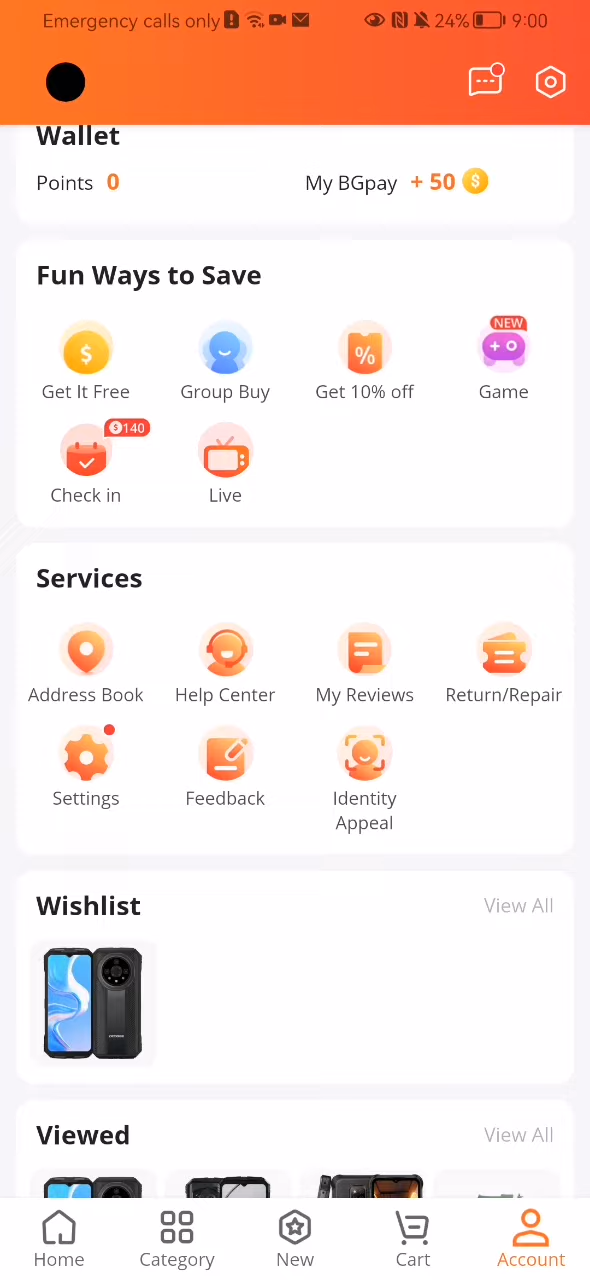 Emergency calls only 24% 9:00
Wallet
Points 0 My BGpay + 50
Fun Ways to Save
NEW
Get It Free Group Buy Get 10% off Game
140
Check in Live
Services
Address Book Help Center My Reviews Return/Repair
Settings Feedback Identity
Appeal
Wishlist View All
Viewed View All
Home Category New Cart Account